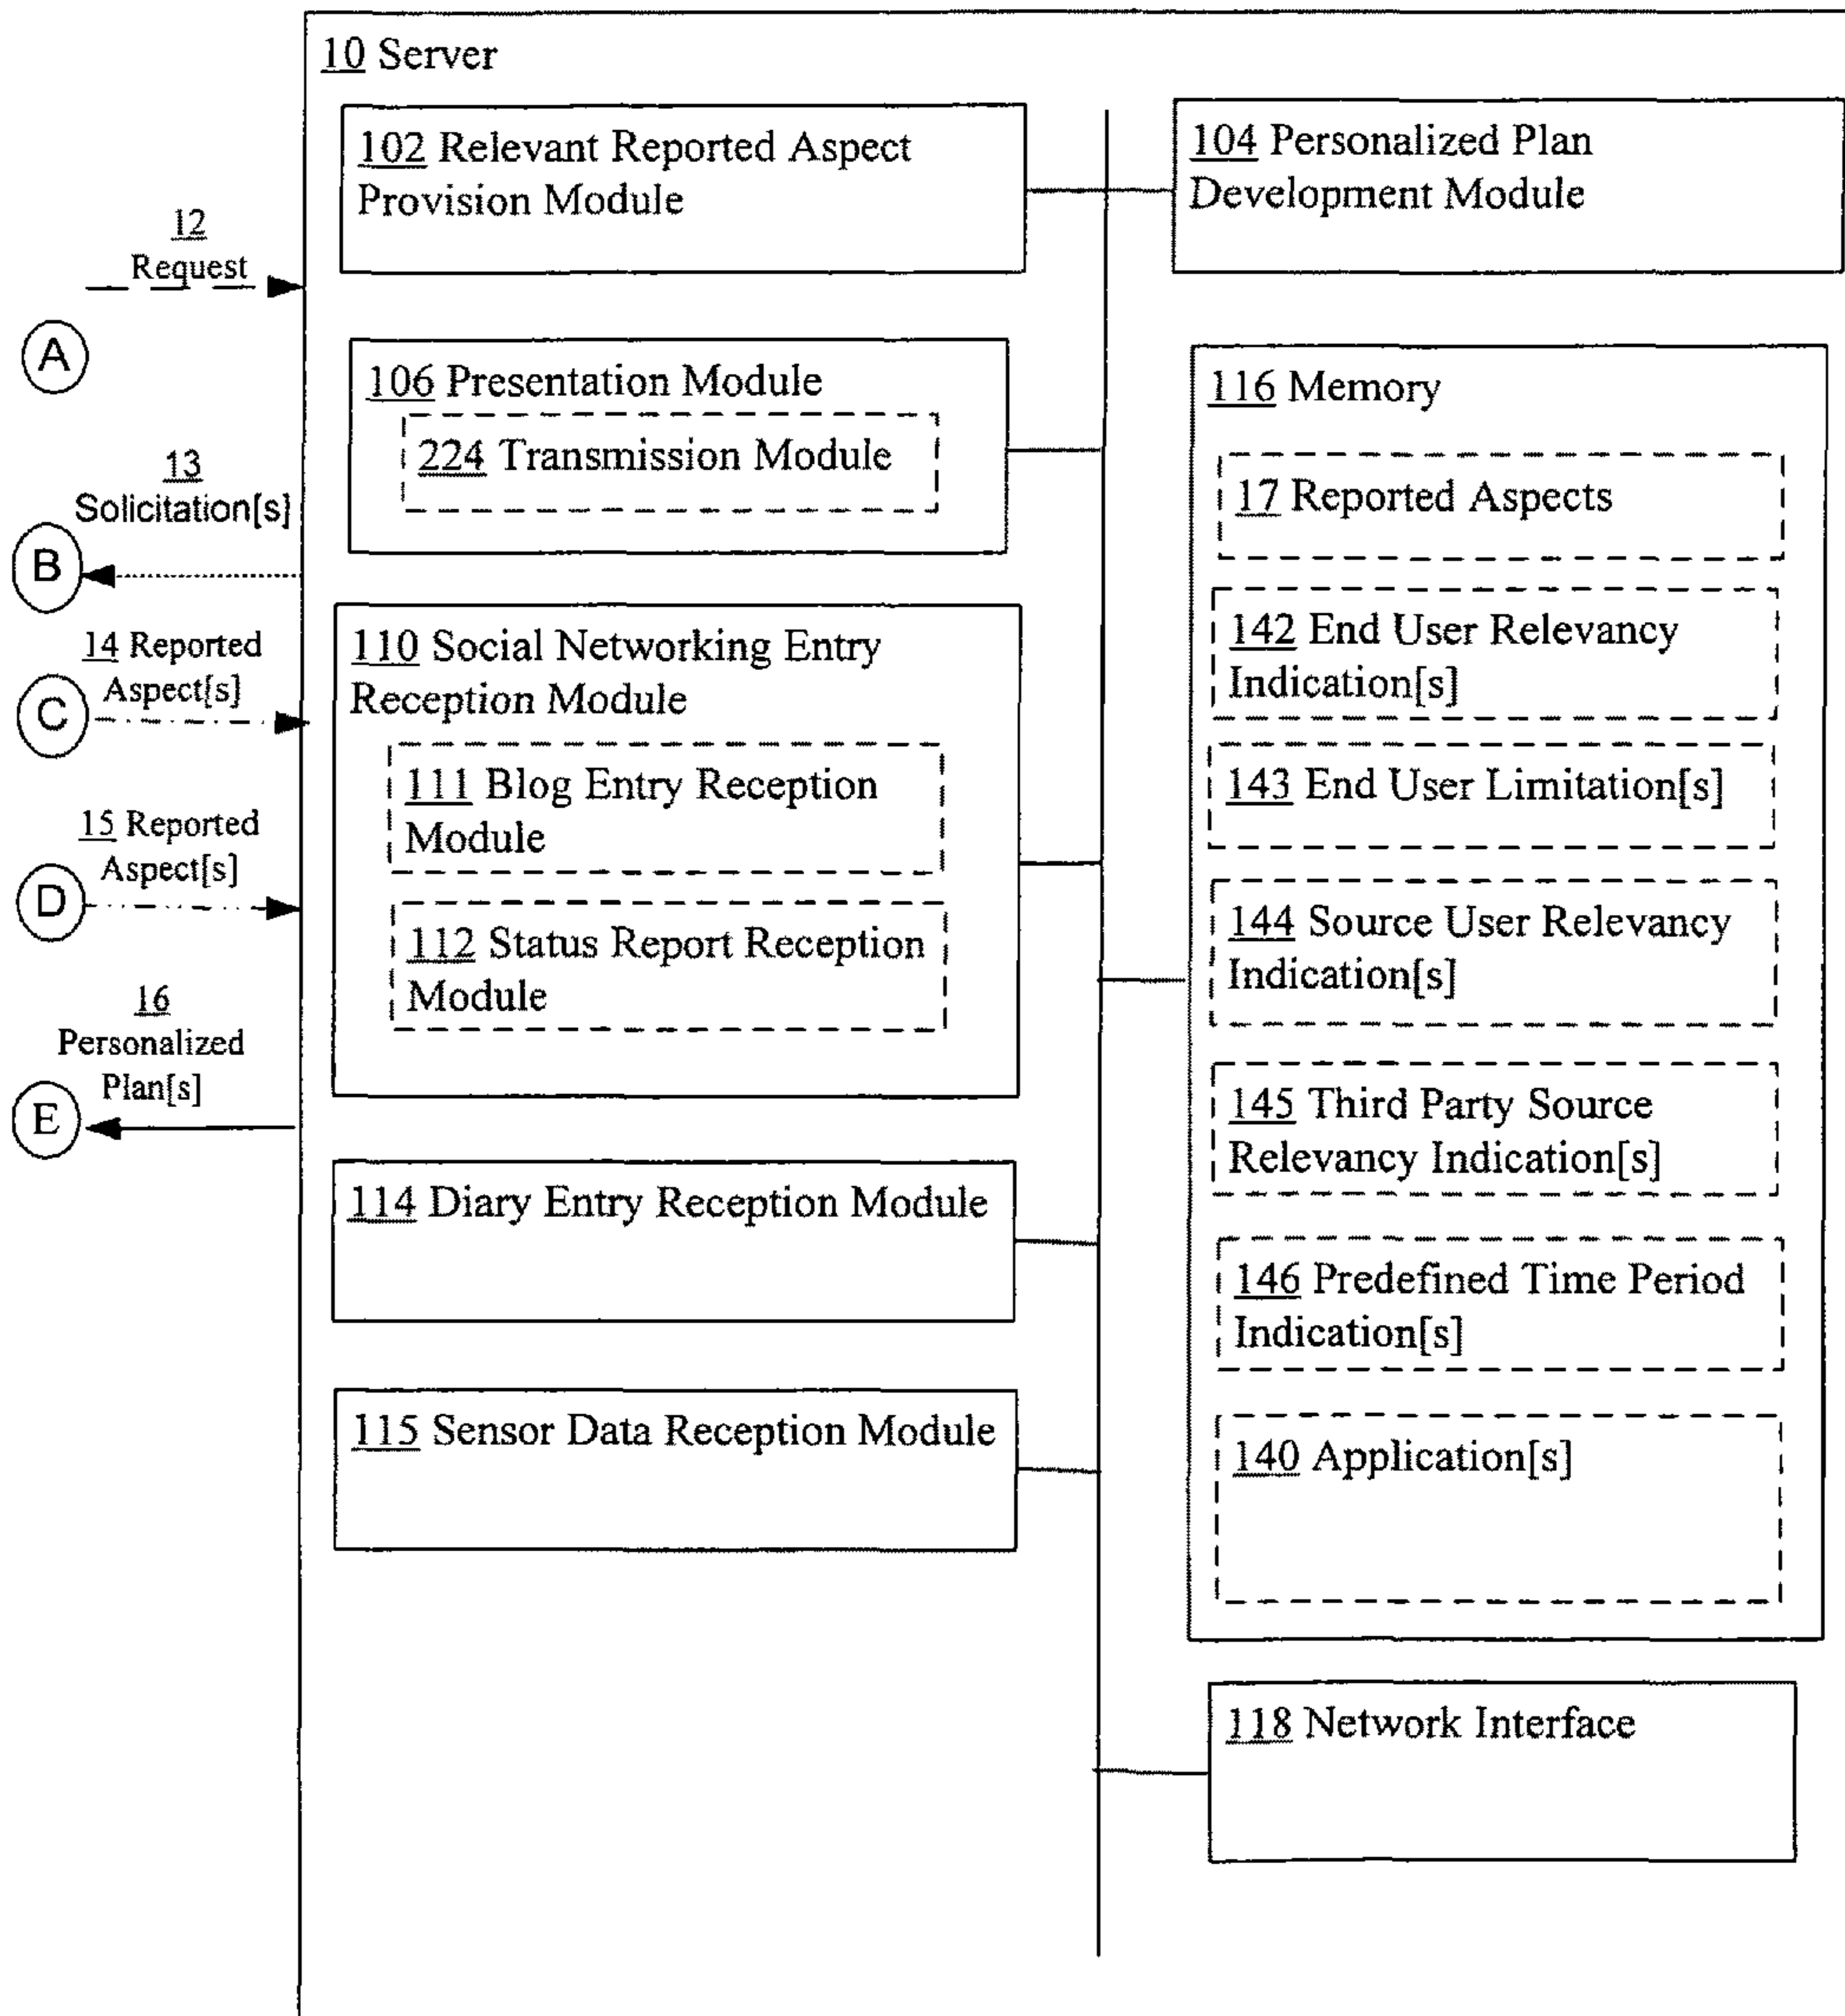 10 Server
102 Relevant Reported Aspect
Provision Module
104 Personalized Plan
Development Module
12
Request
A
106 Presentation Module
224 Transmission Module
13
Solicitation[s]
B
110 Social Networking Entry
Reception Module
111 Blog Entry Reception
Module
112 Status Report Reception
Module
14 Reported
Aspect[s]
C
15 Reported
Aspect[s]
D
16
Personalized
Plan[s]
E
114 Diary Entry Reception Module
115 Sensor Data Reception Module
116 Memory
17 Reported Aspects
142 End User Relevancy
Indication[s]
143 End User Limitation[s]
144 Source User Relevancy
Indication[s]
145 Third Party Source
Relevancy Indication[s]
146 Predefined Time Period
Indication[s]
140 Application[s]
118 Network Interface